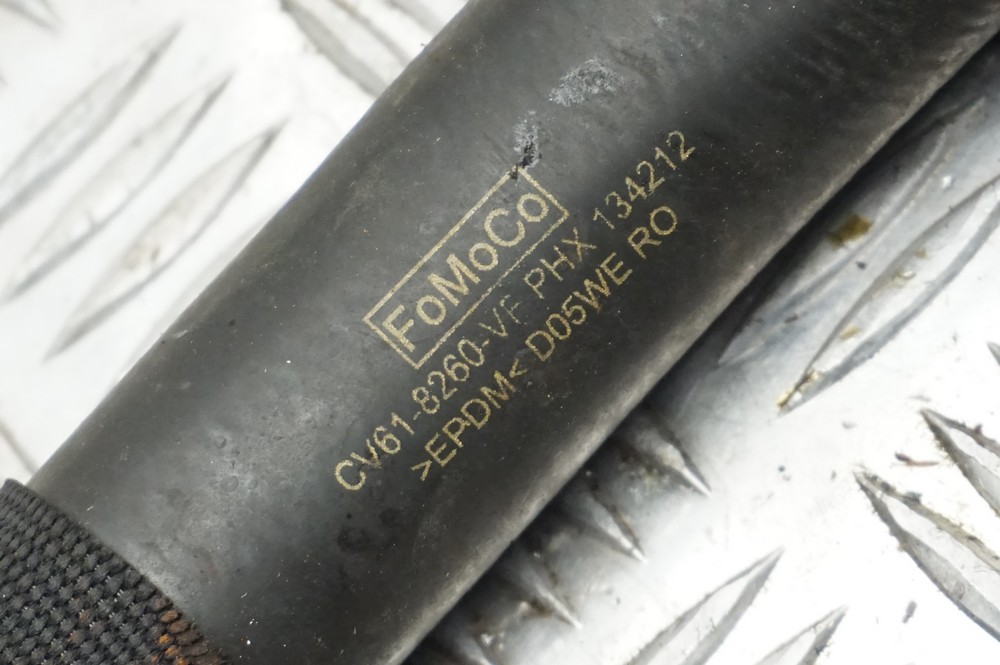 FoMoCo
CV61-8260-VF PHX 134212
>EPDM< D05WE RO